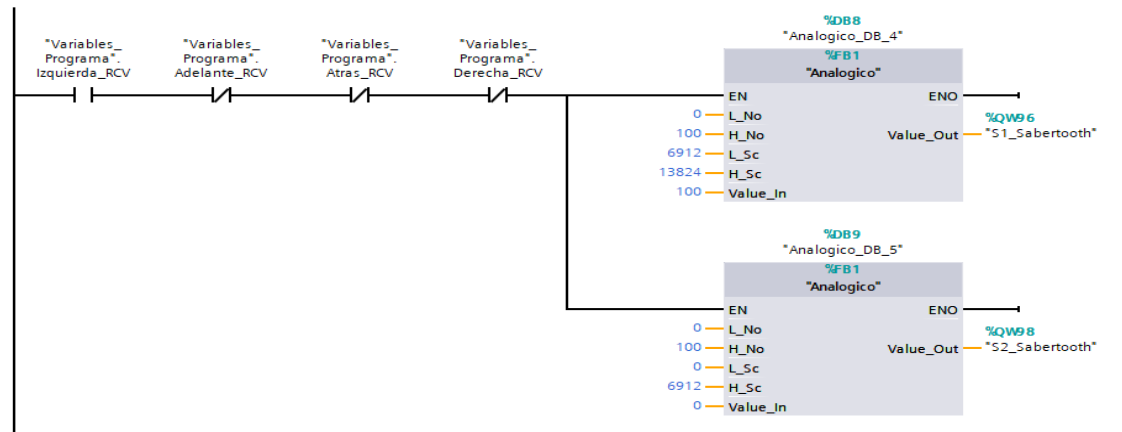 "Variables_
Programa".
Izquierda_RCV
"Variables_
Programa".
Adelante_RCV
"Variables_
Programa".
Atras_RCV
"Variables_
Programa".
Derecha_RCV
%DB8
"Analogico_DB_4"
%FB1
"Analogico"
EN
ENO
0
L_No
100
H_No
Value_Out
%QW96
"S1_Sabertooth"
6912
L_Sc
13824
H_Sc
100
Value_In
%DB9
"Analogico_DB_5"
%FB1
"Analogico"
EN
ENO
0
L_No
100
H_No
Value_Out
%QW98
"S2_Sabertooth"
0
L_Sc
6912
H_Sc
0
Value_In